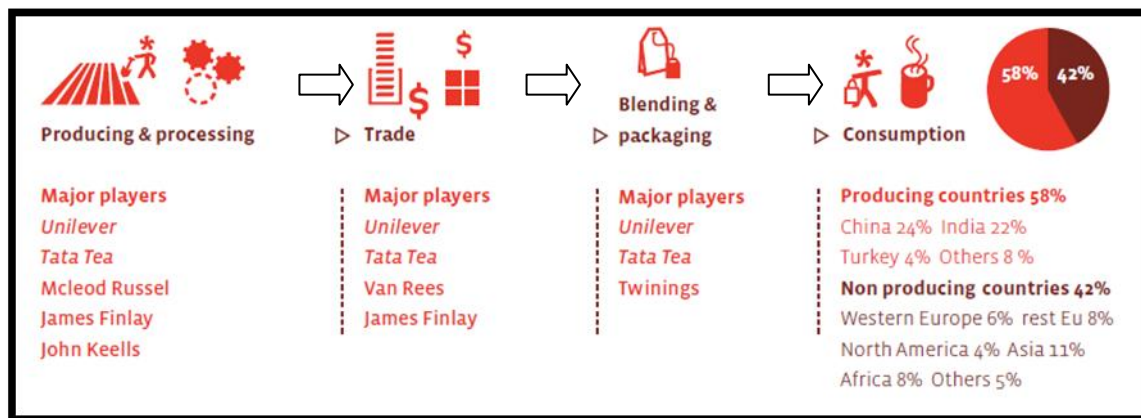 58% 42%
Producing & processing
Trade
Blending &
packaging
Consumption
Major players
Unilever
Tata Tea
Mcleod Russel
James Finlay
John Keells
Major players
Unilever
Tata Tea
Van Rees
James Finlay
Major players
Unilever
Tata Tea
Twinings
Producing countries 58%
China 24% India 22%
Turkey 4% Others 8 %
Non producing countries 42%
Western Europe 6% rest Eu 8%
North America 4% Asia 11%
Africa 8% Others 5%